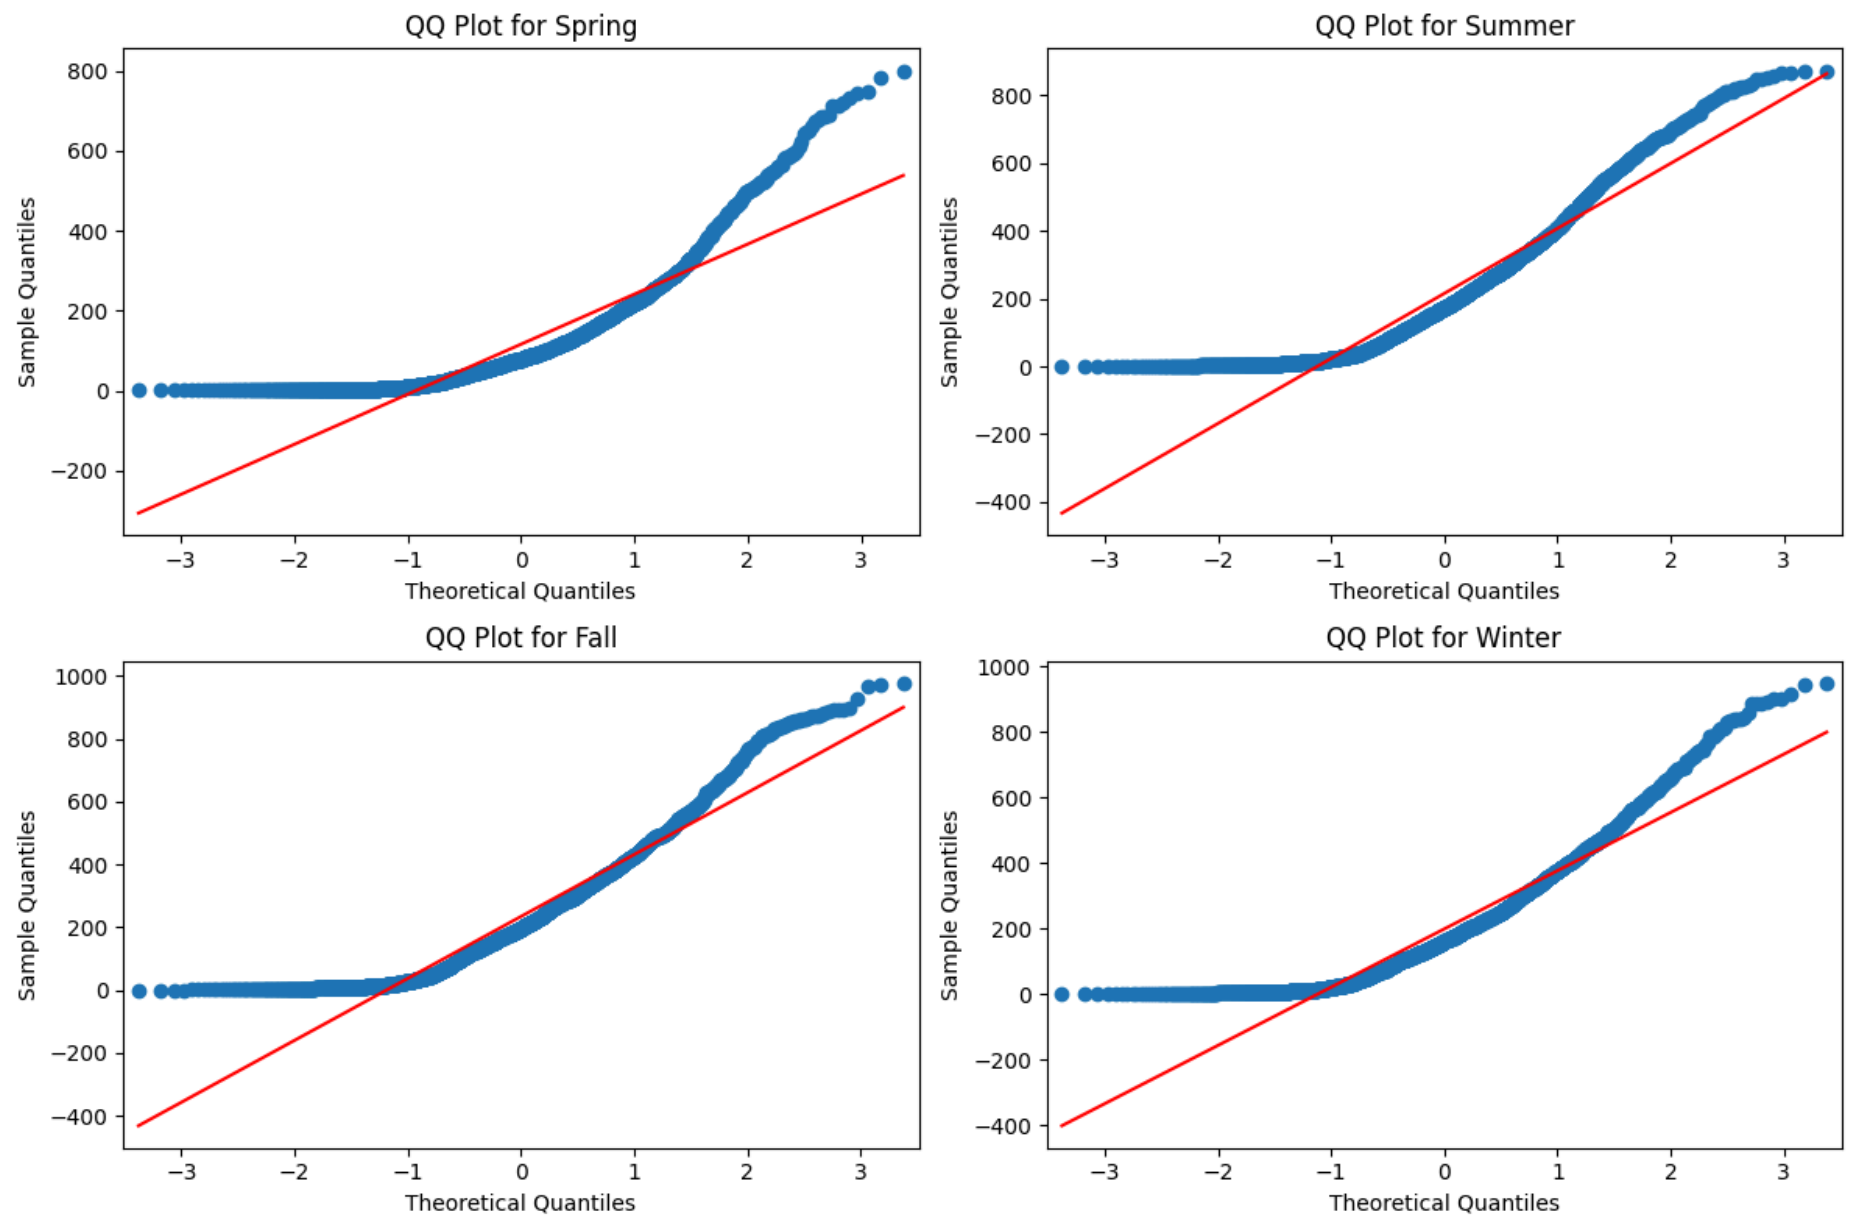 QQ Plot for Spring
800
600
400
200
0
−200
Sample Quantiles
−3 −2 −1 0 1 2 3
Theoretical Quantiles
QQ Plot for Summer
800
600
400
200
0
−200
−400
Sample Quantiles
−3 −2 −1 0 1 2 3
Theoretical Quantiles
QQ Plot for Fall
1000
800
600
400
200
0
−200
−400
Sample Quantiles
−3 −2 −1 0 1 2 3
Theoretical Quantiles
QQ Plot for Winter
1000
800
600
400
200
0
−200
−400
Sample Quantiles
−3 −2 −1 0 1 2 3
Theoretical Quantiles